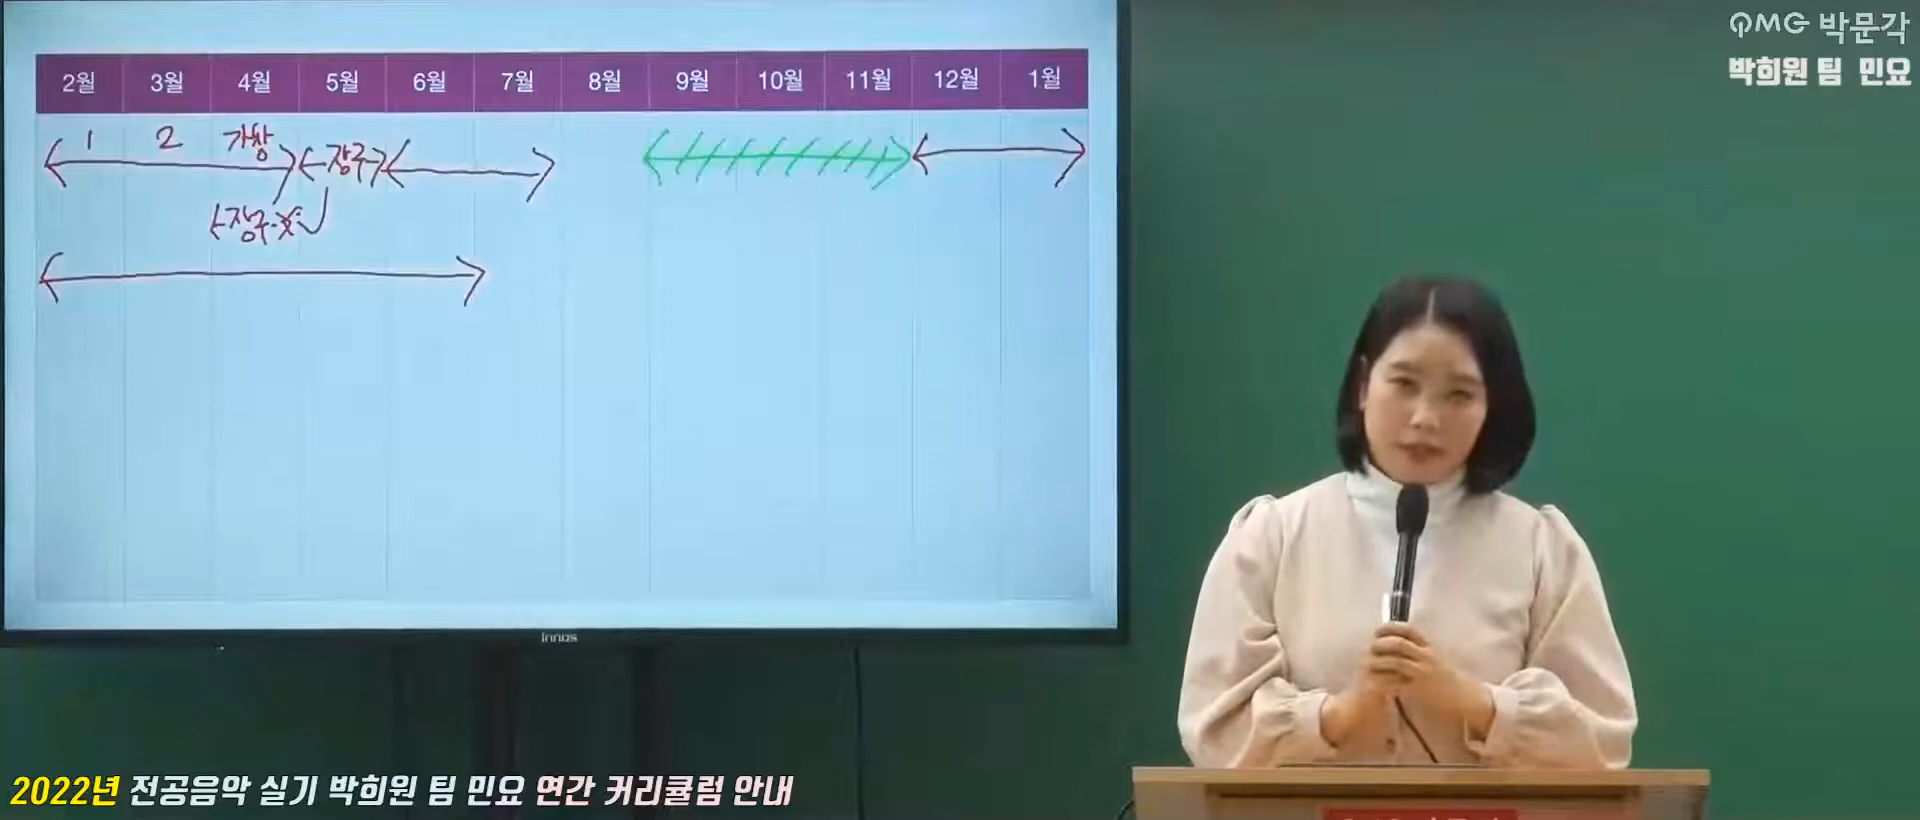 PMG 박문각
박희원 팀 민요
2월 3월 4월 5월 6월 7월 8월 9월 10월 11월 12월 1월
1 2 가창 장구
장구
innos
2022년 전공음악 실기 박희원 팀 민요 연간 커리큘럼 안내